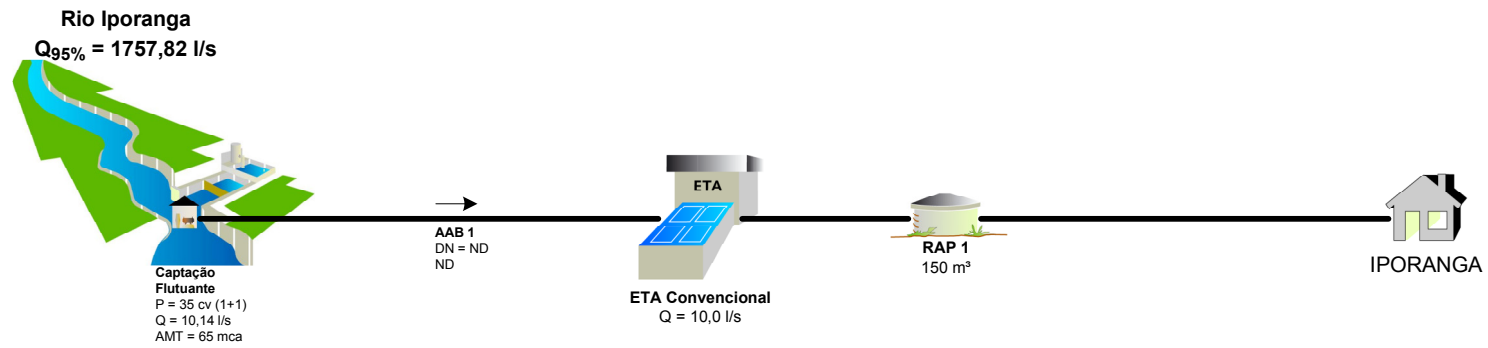 Rio Iporanga
Q95% = 1757,82 l/s
Captação
Flutuante
P = 35 cv (1+1)
Q = 10,14 l/s
AMT = 65 mca
AAB 1
DN = ND
ND
ETA
ETA Convencional
Q = 10,0 l/s
RAP 1
150 m³
IPORANGA